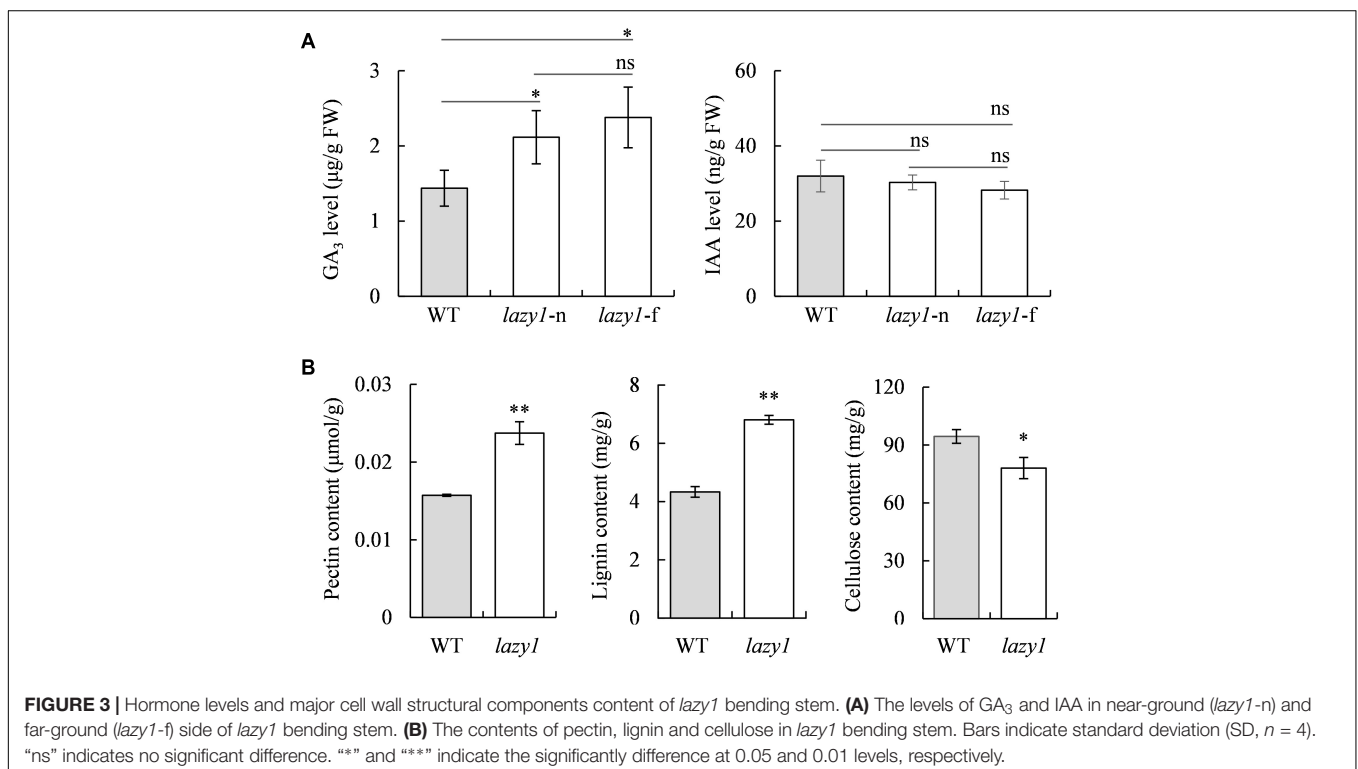 A
*
ns
*
3
2
1
0
GA₃ level (µg/g FW)
WT
lazy1-n
lazy1-f
ns
ns
ns
60
40
20
0
IAA level (ng/g FW)
WT
lazy1-n
lazy1-f
B
0.03
0.02
0.01
0
Pectin content (µmol/g)
**
WT
lazy1
8
6
4
2
0
Lignin content (mg/g)
**
WT
lazy1
120
90
60
30
0
Cellulose content (mg/g)
*
WT
lazy1
FIGURE 3 | Hormone levels and major cell wall structural components content of lazy1 bending stem. (A) The levels of GA₃ and IAA in near-ground (lazy1-n) and
far-ground (lazy1-f) side of lazy1 bending stem. (B) The contents of pectin, lignin and cellulose in lazy1 bending stem. Bars indicate standard deviation (SD, n = 4).
“ns” indicates no significant difference. “*” and “**” indicate the significantly difference at 0.05 and 0.01 levels, respectively.